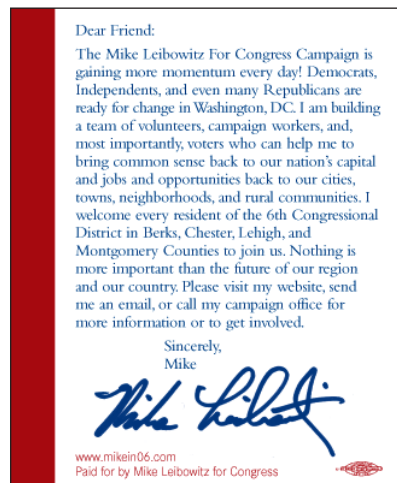 Dear Friend:
The Mike Leibowitz For Congress Campaign is
gaining more momentum every day! Democrats,
Independents, and even many Republicans are
ready for change in Washington, DC. I am building
a team of volunteers, campaign workers, and,
most importantly, voters who can help me to
bring common sense back to our nation's capital
and jobs and opportunities back to our cities,
towns, neighborhoods, and rural communities. I
welcome every resident of the 6th Congressional
District in Berks, Chester, Lehigh, and
Montgomery Counties to join us. Nothing is
more important than the future of our region
and our country. Please visit my website, send
me an email, or call my campaign office for
more information or to get involved.
Sincerely,
Mike
Mike Leibowitz
www.mikein06.com
Paid for by Mike Leibowitz for Congress